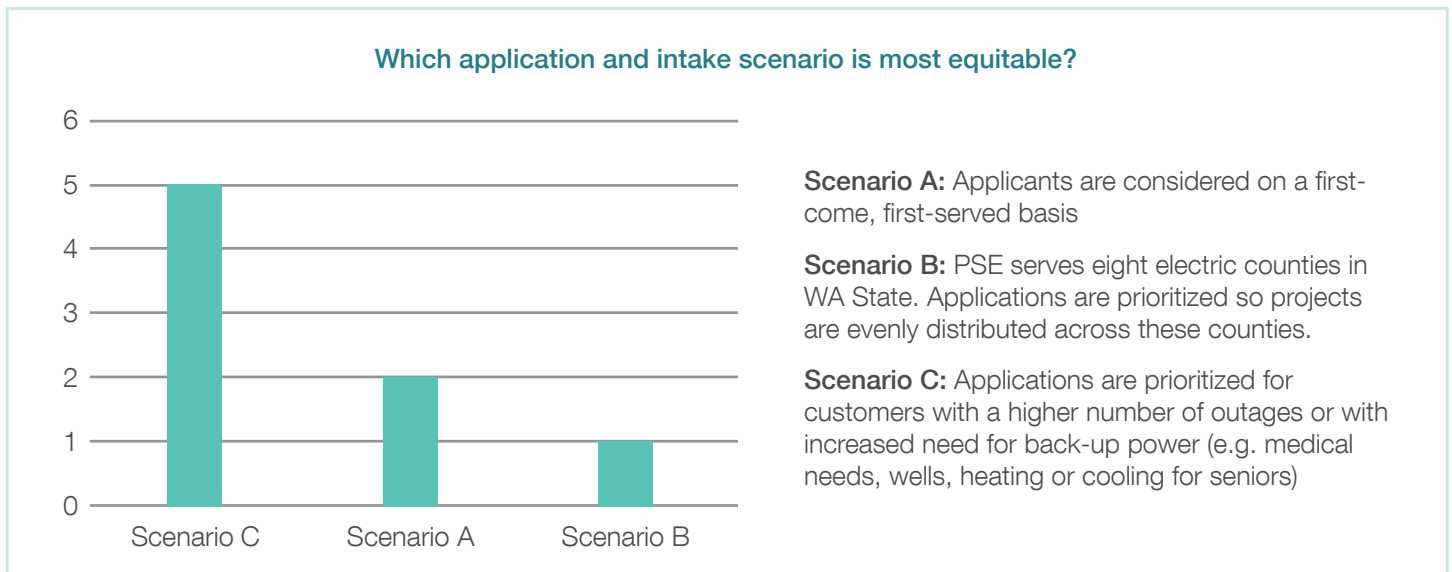 Which application and intake scenario is most equitable?
6
5
4
3
2
1
0
Scenario C
Scenario A
Scenario B
Scenario A: Applicants are considered on a first-
come, first-served basis
Scenario B: PSE serves eight electric counties in
WA State. Applications are prioritized so projects
are evenly distributed across these counties.
Scenario C: Applications are prioritized for
customers with a higher number of outages or with
increased need for back-up power (e.g. medical
needs, wells, heating or cooling for seniors)